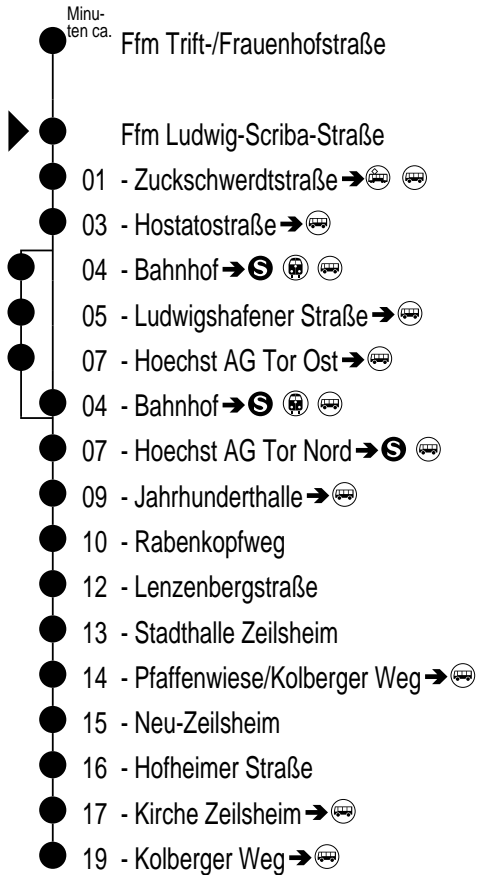 Minu-
ten ca.
Ffm Trift-/Frauenhofstraße
Ffm Ludwig-Scriba-Straße
01 - Zuckschwerdtstraße
03 - Hostatostraße
04 - Bahnhof S
05 - Ludwigshafener Straße
07 - Hoechst AG Tor Ost
04 - Bahnhof S
07 - Hoechst AG Tor Nord S
09 - Jahrhunderthalle
10 - Rabenkopfweg
12 - Lenzenbergstraße
13 - Stadthalle Zeilsheim
14 - Pfaffenwiese/Kolberger Weg
15 - Neu-Zeilsheim
16 - Hofheimer Straße
17 - Kirche Zeilsheim
19 - Kolberger Weg